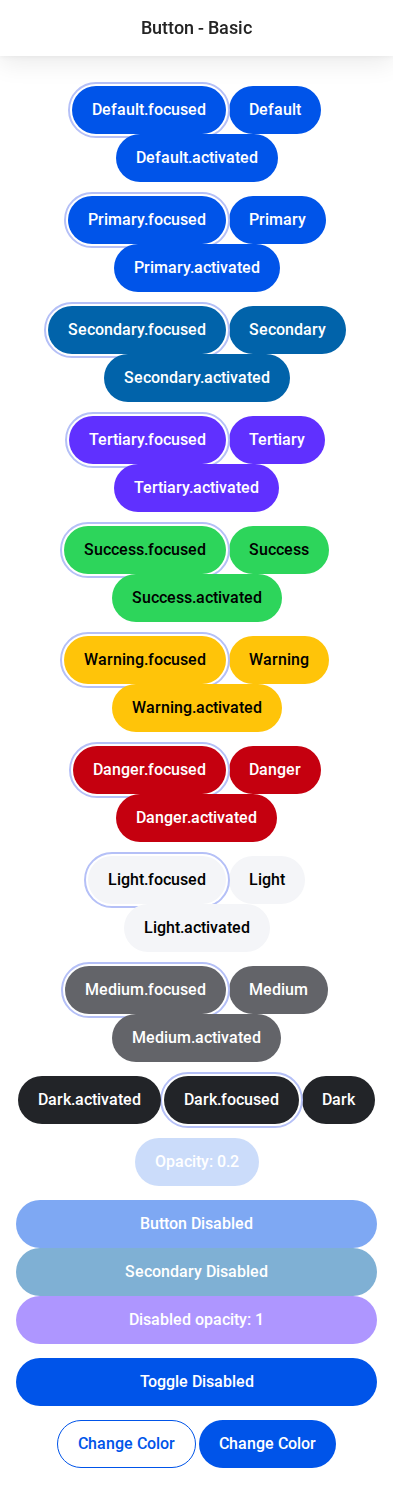 Button - Basic
Default.focused Default
Default.activated
Primary.focused Primary
Primary.activated
Secondary.focused Secondary
Secondary.activated
Tertiary.focused Tertiary
Tertiary.activated
Success.focused Success
Success.activated
Warning.focused Warning
Warning.activated
Danger.focused Danger
Danger.activated
Light.focused Light
Light.activated
Medium.focused Medium
Medium.activated
Dark.activated Dark.focused Dark
Opacity: 0.2
Button Disabled
Secondary Disabled
Disabled opacity: 1
Toggle Disabled
Change Color Change Color